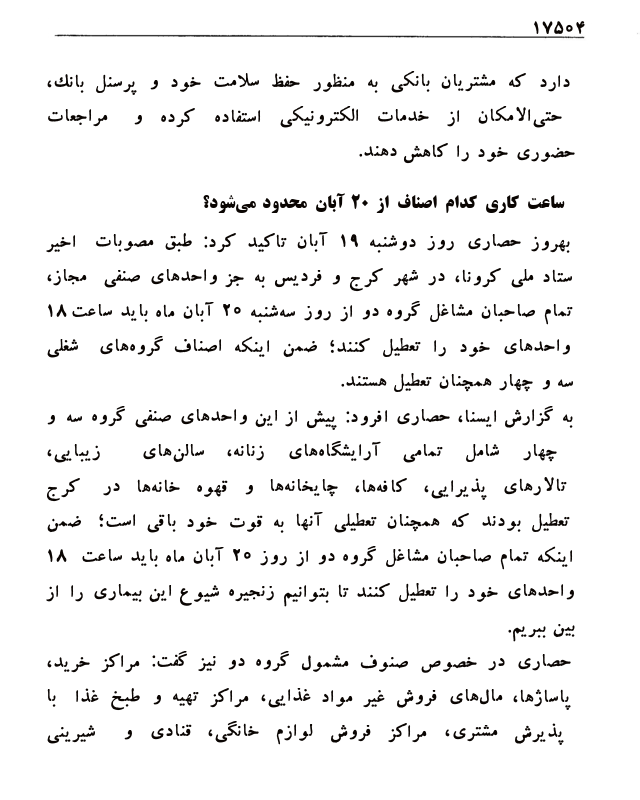 ۱۷۵۰۴
دارد که مشتریان بانکی به منظور حفظ سلامت خود و پرسنل بانك،
حتی‌الامکان از خدمات الکترونیکی استفاده کرده و مراجعات
حضوری خود را کاهش دهند.
ساعت کاری کدام اصناف از ۲۰ آبان محدود می‌شود؟
بهروز حصاری روز دوشنبه ۱۹ آبان تاکید کرد: طبق مصوبات اخیر
ستاد ملی کرونا، در شهر کرج و فردیس به جز واحدهای صنفی مجاز،
تمام صاحبان مشاغل گروه دو از روز سه‌شنبه ۲۰ آبان ماه باید ساعت ۱۸
واحدهای خود را تعطیل کنند؛ ضمن اینکه اصناف گروه‌های شغلی
سه و چهار همچنان تعطیل هستند.
به گزارش ایسنا، حصاری افرود: پیش از این واحدهای صنفی گروه سه و
چهار شامل تمامی آرایشگاه‌های زنانه، سالن‌های زیبایی،
تالارهای پذیرایی، کافه‌ها، چایخانه‌ها و قهوه خانه‌ها در کرج
تعطیل بودند که همچنان تعطیلی آنها به قوت خود باقی است؛ ضمن
اینکه تمام صاحبان مشاغل گروه دو از روز ۲۰ آبان ماه باید ساعت ۱۸
واحدهای خود را تعطیل کنند تا بتوانیم زنجیره شیوع این بیماری را از
بین ببریم.
حصاری در خصوص صنوف مشمول گروه دو نیز گفت: مراکز خرید،
پاساژها، مال‌های فروش غیر مواد غذایی، مراکز تهیه و طبخ غذا با
پذیرش مشتری، مراکز فروش لوازم خانگی، قنادی و شیرینی